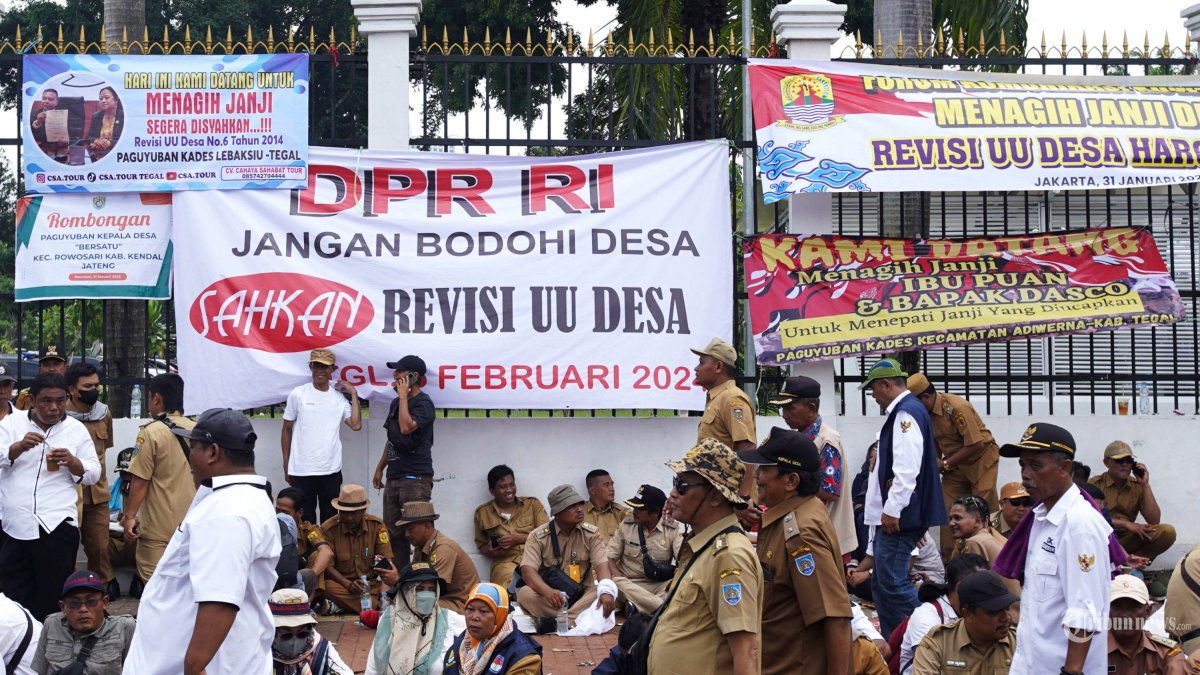 HARI INI KAMI DATANG UNTUK
MENAGIH JANJI
SEGERA DISYAHKAN...!!!
Revisi UU Desa No.6 Tahun 2014
PAGUYUBAN KADES LEBAKSIU -TEGAL
CSA.TOUR CSA.TOUR TEGAL CSA.TOUR
CV. CAHAYA SAHABAT TOUR
085742704444
Rombongan
PAGUYUBAN KEPALA DESA
"BERSATU"
KEC. ROWOSARI KAB. KENDAL
JATENG
DPR RI
JANGAN BODOHI DESA
SAHKAN REVISI UU DESA
FEBRUARI
MENAGIH JANJI
REVISI UU DESA HARG
JAKARTA, 31 JANUARI
KAMI DATANG
Menagih Janji
IBU PUAN
& BAPAK DASCO
Untuk Menepati Janji Yang Diucapkan
PAGUYUBAN KADES KECAMATAN ADIWERNA-KAB. TEGAL
Tribunnews